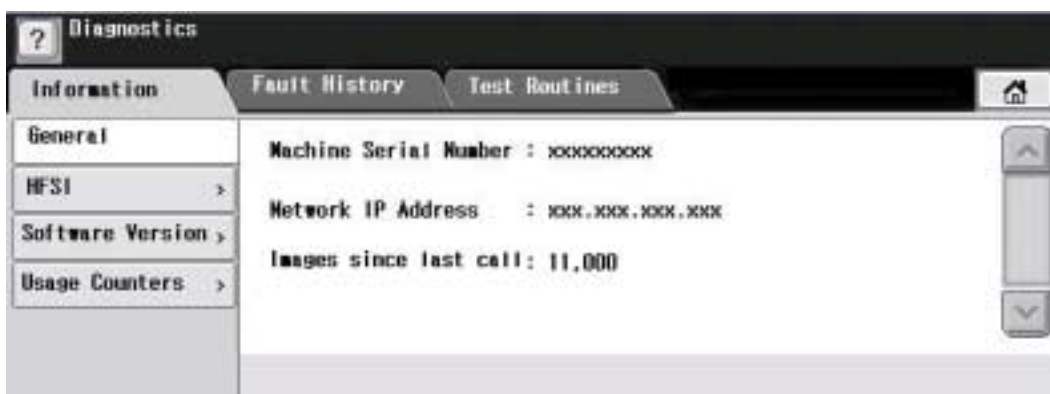 ? Diagnostics
Information Fault History Test Routines
General
HFSI >
Software Version >
Usage Counters >
Machine Serial Number : xxxxxxxxxx
Network IP Address : xxx.xxx.xxx.xxx
Images since last call: 11,000